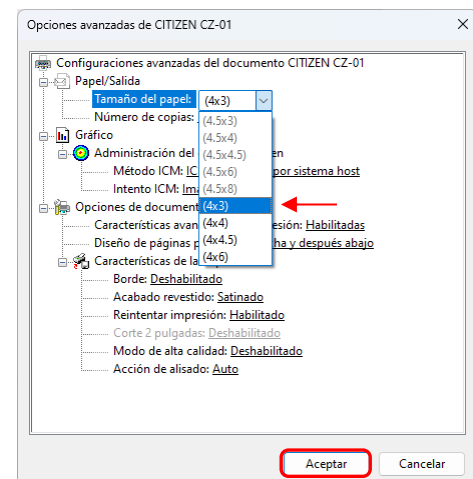 Opciones avanzadas de CITIZEN CZ-01
Configuraciones avanzadas del documento CITIZEN CZ-01
Papel/Salida
Tamaño del papel: (4x3)
Número de copias:
(4.5x3)
Gráfico
(4.5x4)
Administración del (4.5x4.5) en
Método ICM: (4.5x6) por sistema host
Intento ICM: (4.5x8)
Opciones de document (4x3)
Características avan (4x4) esión: Habilitadas
Diseño de páginas p (4x4.5) ha y después abajo
Características de la (4x6)
Borde: Deshabilitado
Acabado revestido: Satinado
Reintentar impresión: Habilitado
Corte 2 pulgadas: Deshabilitado
Modo de alta calidad: Deshabilitado
Acción de alisado: Auto
Aceptar Cancelar